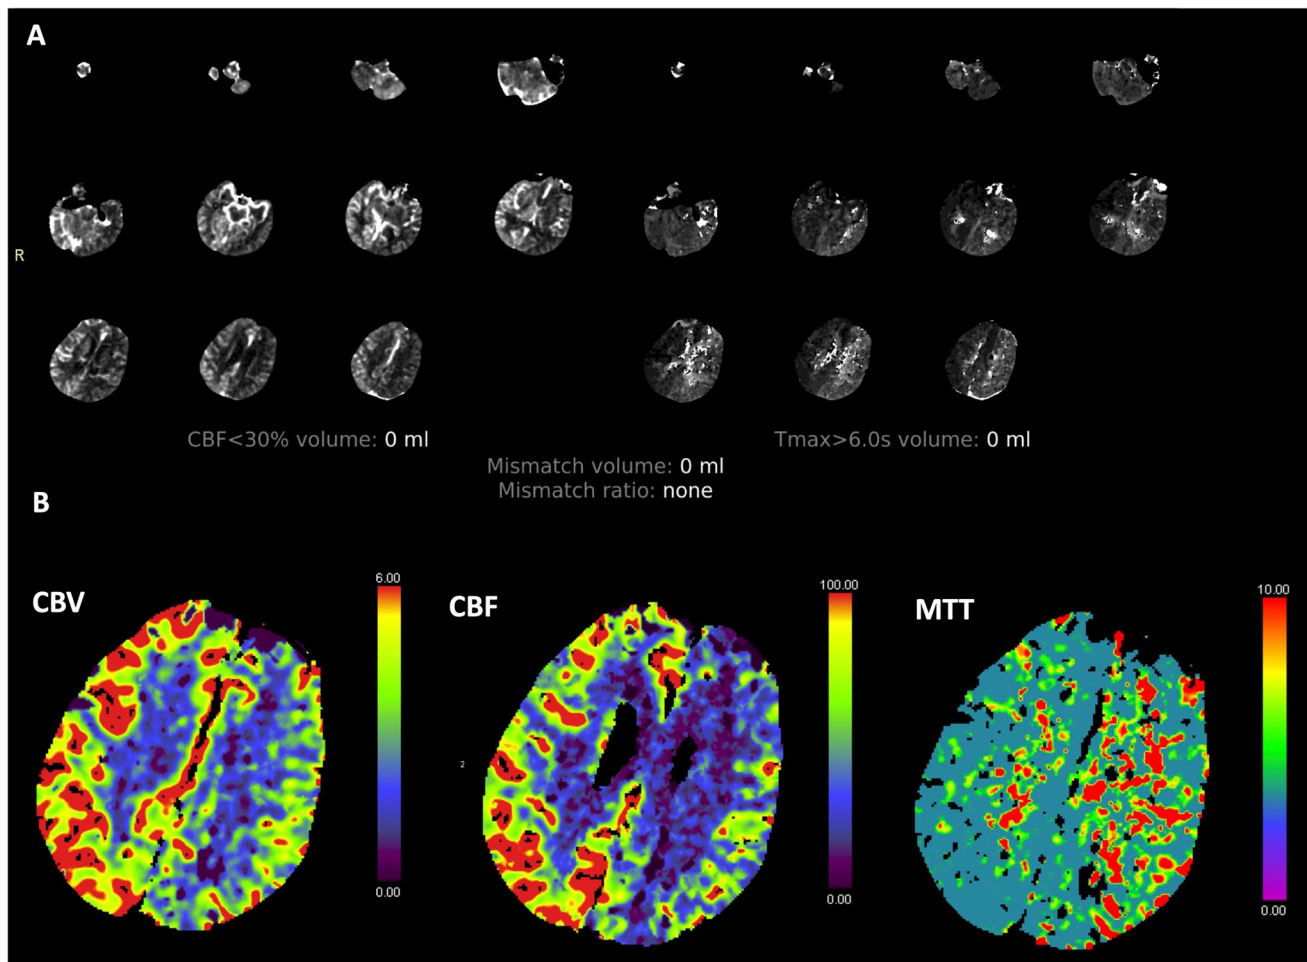 A
R
CBF<30% volume: 0 ml
Tmax>6.0s volume: 0 ml
Mismatch volume: 0 ml
Mismatch ratio: none
B
CBV
6.00
0.00
CBF
100.00
0.00
MTT
10.00
0.00
2